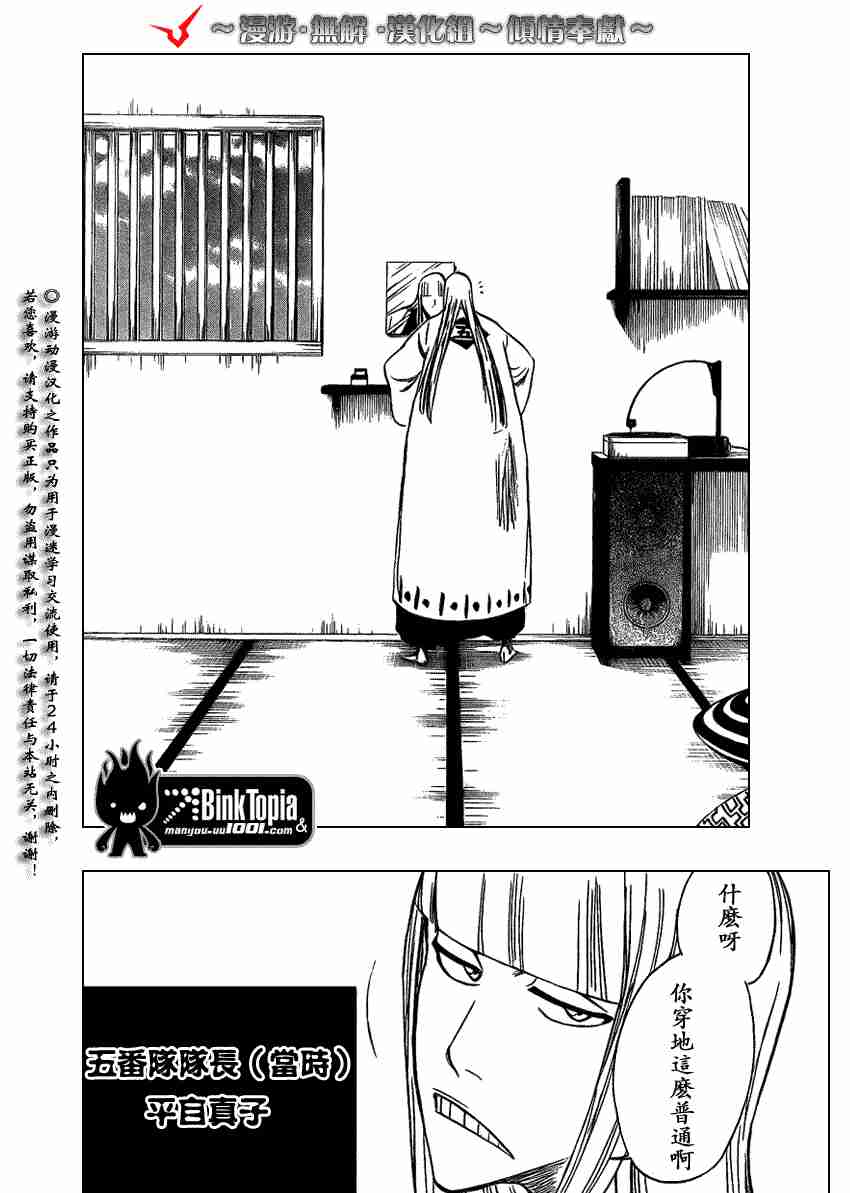 ～漫游·無解·漢化組～傾情奉獻～
五
◎漫游动漫汉化之作品只为用于漫迷学习交流使用，请于24小时之内删除，
若您喜欢，请支持购买正版，勿盗用谋取私利，一切法律责任与本站无关，谢谢！
BinkTopia
manjiou-uu1001.com &
什麼呀
你穿地這麼普通啊
五番隊隊長（當時）
平自真子